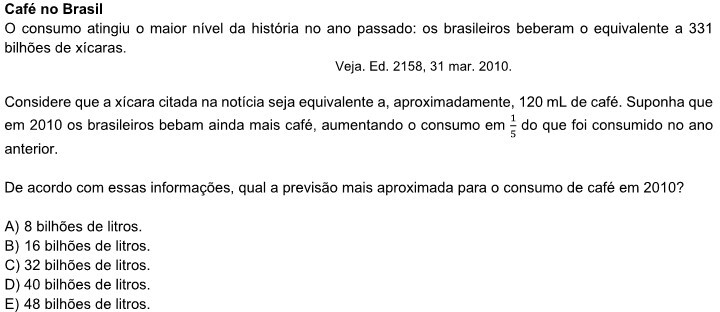 Café no Brasil
O consumo atingiu o maior nível da história no ano passado: os brasileiros beberam o equivalente a 331
bilhões de xícaras.
Veja. Ed. 2158, 31 mar. 2010.
Considere que a xícara citada na notícia seja equivalente a, aproximadamente, 120 mL de café. Suponha que
em 2010 os brasileiros bebam ainda mais café, aumentando o consumo em 1/5 do que foi consumido no ano
anterior.
De acordo com essas informações, qual a previsão mais aproximada para o consumo de café em 2010?
A) 8 bilhões de litros.
B) 16 bilhões de litros.
C) 32 bilhões de litros.
D) 40 bilhões de litros.
E) 48 bilhões de litros.